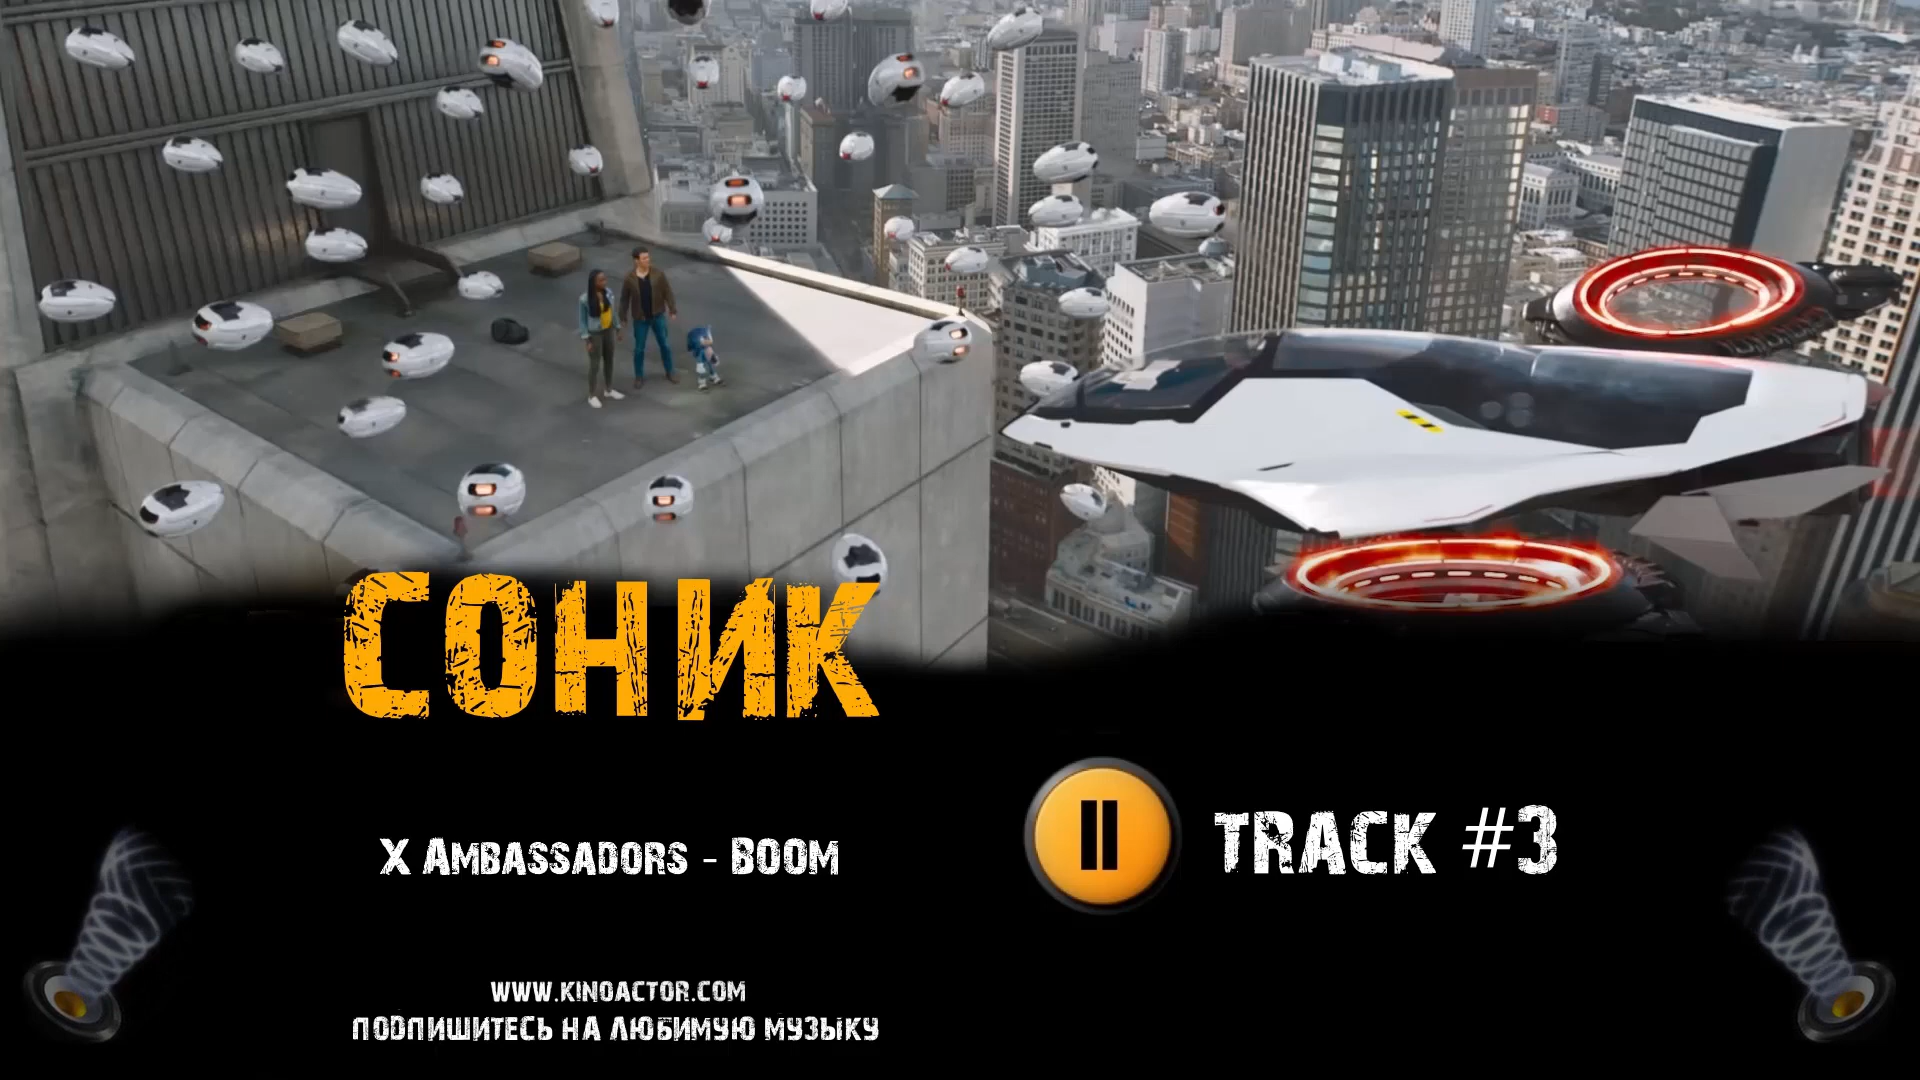 СОНИК
X AMBASSADORS - BOOM
TRACK #3
WWW.KINOACTOR.COM
ПОДПИШИТЕСЬ НА ЛЮБИМУЮ МУЗЫКУ